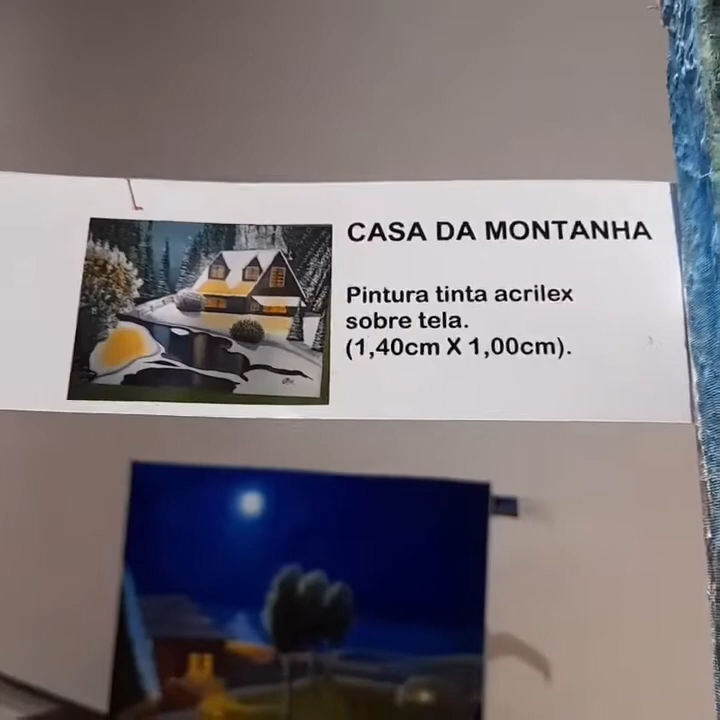 CASA DA MONTANHA
Pintura tinta acrilex
sobre tela.
(1,40cm X 1,00cm).